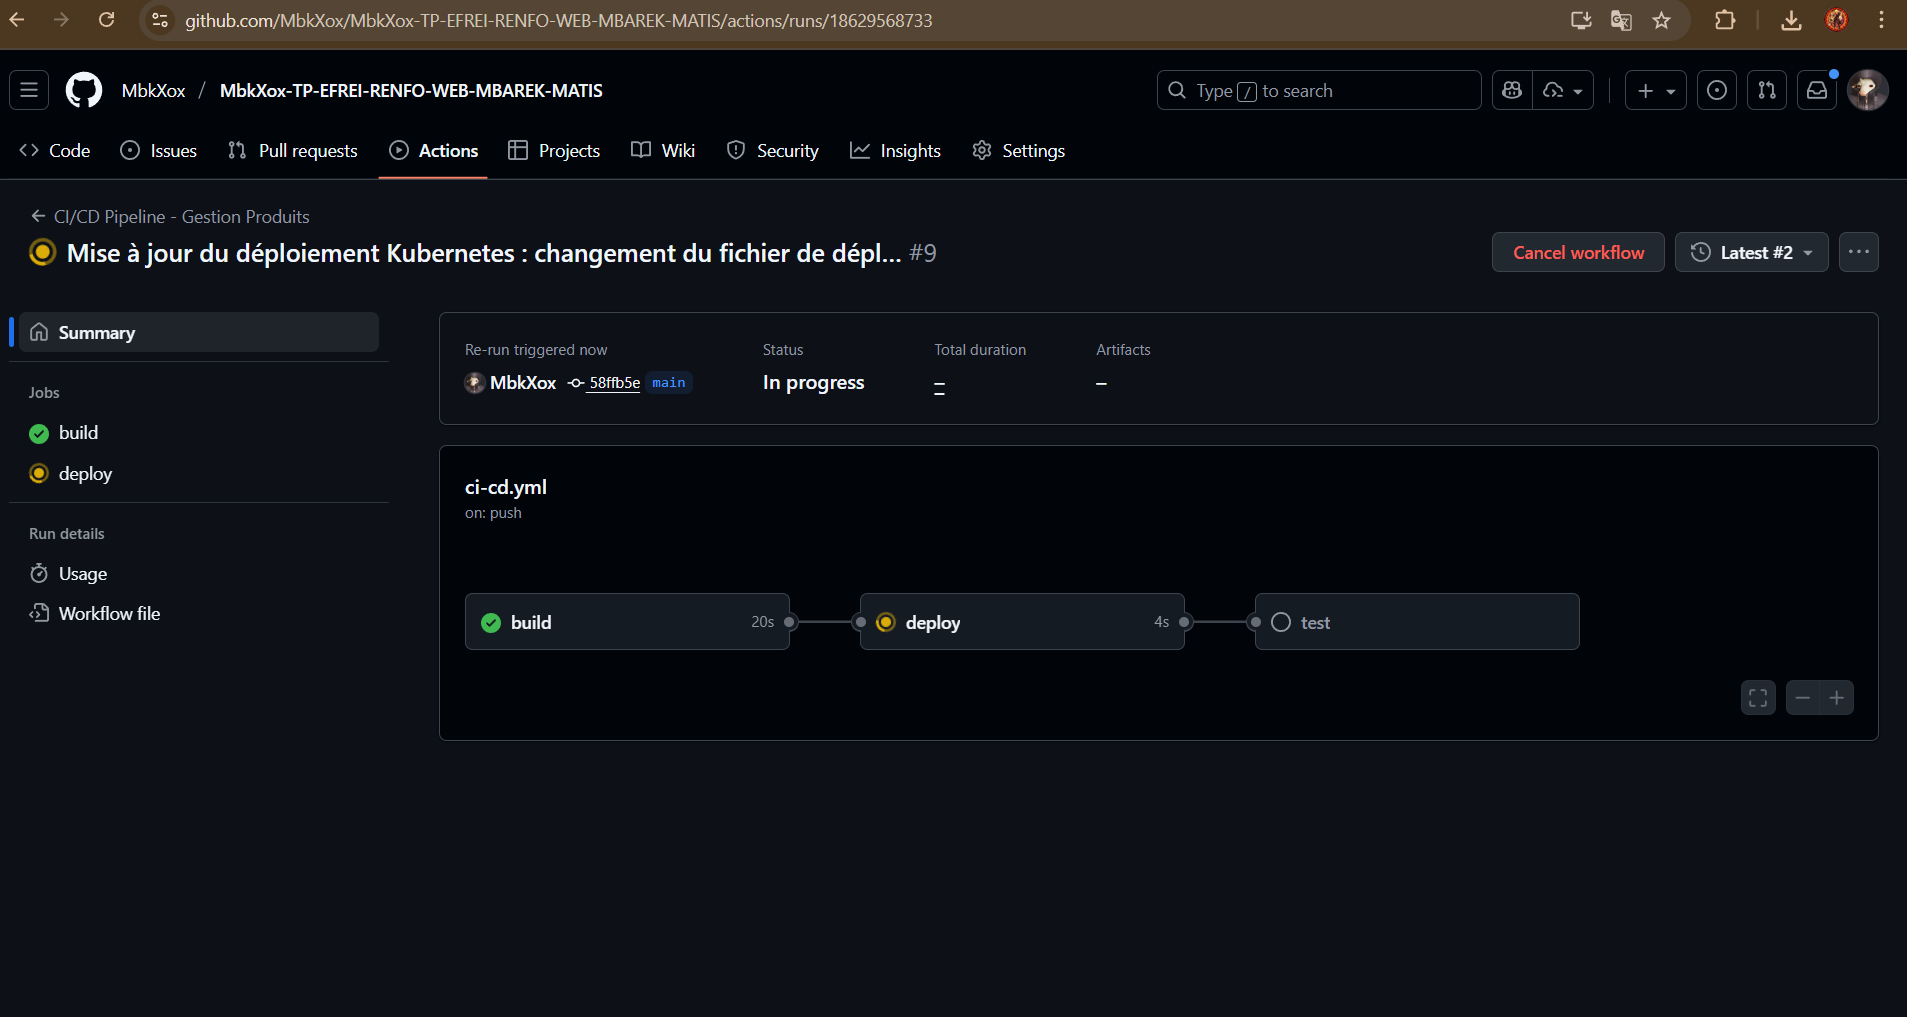 github.com/MbkXox/MbkXox-TP-EFREI-RENFO-WEB-MBAREK-MATIS/actions/runs/18629568733
MbkXox / MbkXox-TP-EFREI-RENFO-WEB-MBAREK-MATIS
Type / to search
Code Issues Pull requests Actions Projects Wiki Security Insights Settings
CI/CD Pipeline - Gestion Produits
Mise à jour du déploiement Kubernetes : changement du fichier de dépl... #9
Cancel workflow
Latest #2
Summary
Jobs
build
deploy
Run details
Usage
Workflow file
Re-run triggered now Status Total duration Artifacts
MbkXox 58ffb5e main In progress – –
ci-cd.yml
on: push
build 20s deploy 4s test